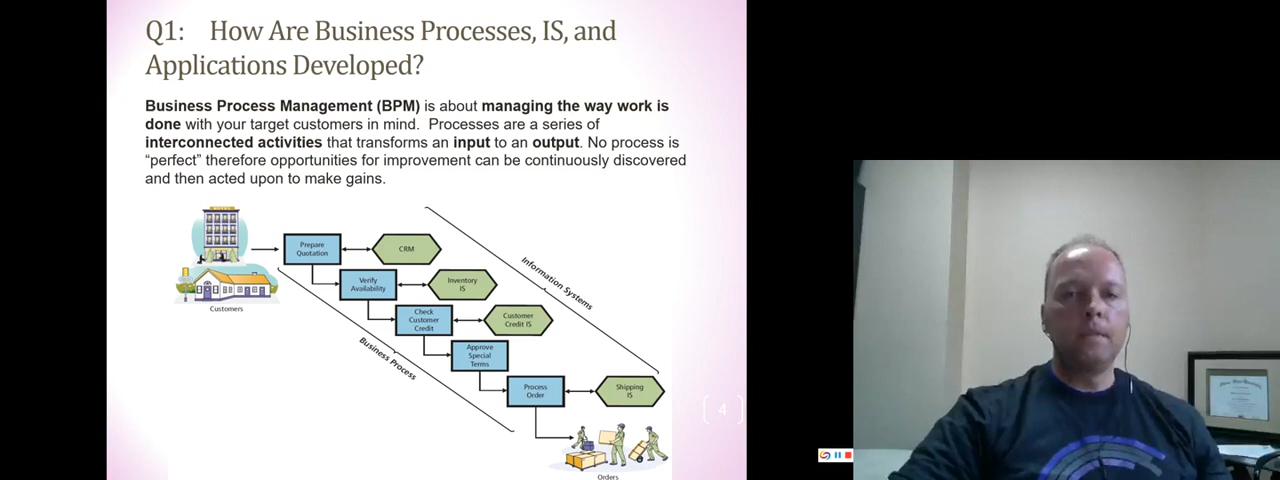 Q1: How Are Business Processes, IS, and
Applications Developed?
Business Process Management (BPM) is about managing the way work is
done with your target customers in mind. Processes are a series of
interconnected activities that transforms an input to an output. No process is
“perfect” therefore opportunities for improvement can be continuously discovered
and then acted upon to make gains.
Customers
Prepare
Quotation
CRM
Verify
Availability
Inventory
IS
Check
Customer
Credit
Customer
Credit IS
Approve
Special
Terms
Process
Order
Shipping
IS
Information Systems
Business Process
Orders
4